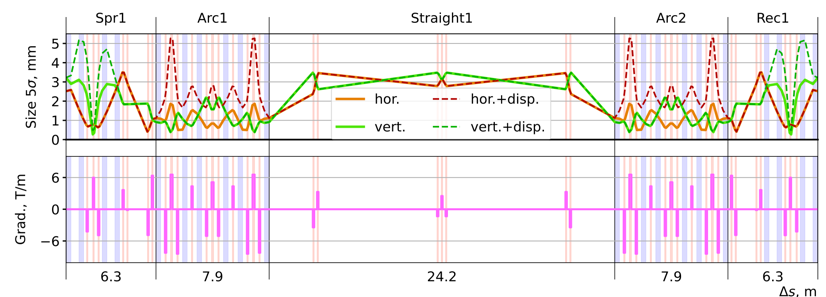 Spr1 Arc1 Straight1 Arc2 Rec1
Size 5σ, mm
5
4
3
2
1
0
hor. hor.+disp.
vert. vert.+disp.
Grad., T/m
6
0
−6
6.3 7.9 24.2 7.9 6.3
Δs, m